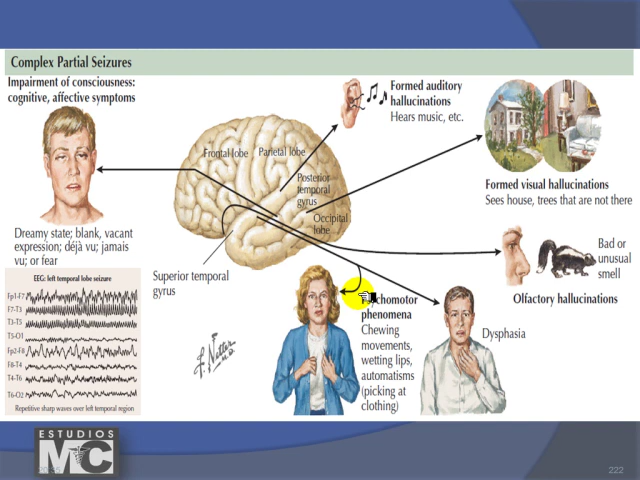 Complex Partial Seizures
Impairment of consciousness:
cognitive, affective symptoms
Dreamy state; blank, vacant
expression; déjà vu; jamais
vu; or fear
Frontal lobe
Parietal lobe
Posterior
temporal
gyrus
Occipital
lobe
Superior temporal
gyrus
Formed auditory
hallucinations
Hears music, etc.
Formed visual hallucinations
Sees house, trees that are not there
Bad or
unusual
smell
Olfactory hallucinations
EEG: left temporal lobe seizure
Fp1-F7
F7-T3
T3-T5
T5-O1
Fp2-F8
F8-T4
T4-T6
T6-O2
Repetitive sharp waves over left temporal region
phenomena
Chewing
movements,
wetting lips,
automatisms
(picking at
clothing)
Dysphasia
F. Netter
M.D.
ESTUDIOS
MC
222